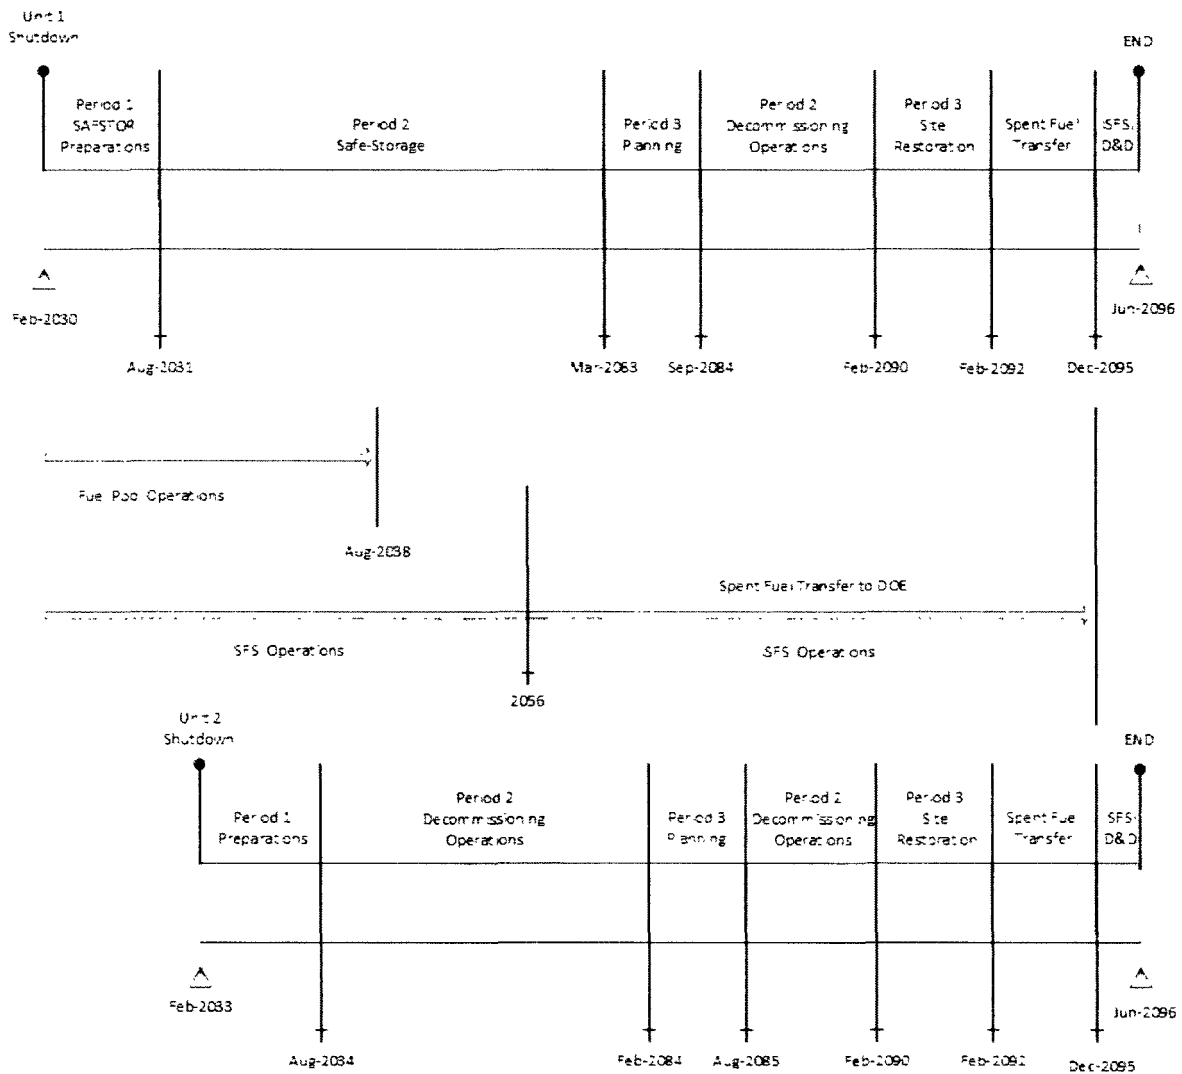 Unit 1
Shutdown
END
Period 1
SAFSTOR
Preparations
Period 2
Safe-Storage
Period 3
Planning
Period 2
Decommissioning
Operations
Period 3
Site
Restoration
Spent Fuel
Transfer
ISFSI
D&D
Feb-2030
Jun-2096
Aug-2031
Mar-2083
Sep-2084
Feb-2090
Feb-2092
Dec-2095
Fuel Pool Operations
Aug-2038
Spent Fuel Transfer to DOE
ISFSI Operations
ISFSI Operations
2056
Unit 2
Shutdown
END
Period 1
Preparations
Period 2
Decommissioning
Operations
Period 3
Planning
Period 2
Decommissioning
Operations
Period 3
Site
Restoration
Spent Fuel
Transfer
ISFSI
D&D
Feb-2033
Jun-2096
Aug-2034
Feb-2084
Aug-2085
Feb-2090
Feb-2092
Dec-2095